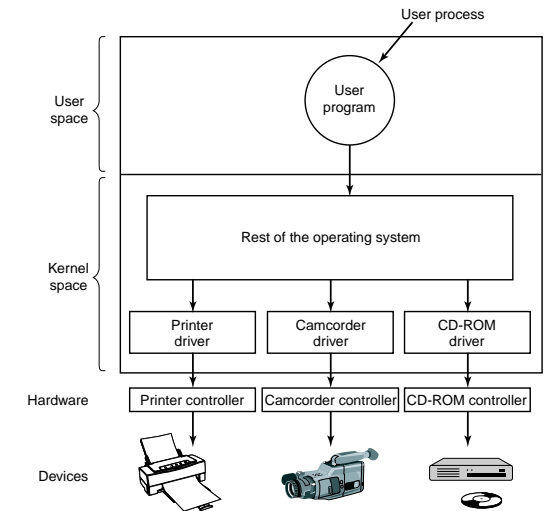 User process
User
program
User
space
Rest of the operating system
Kernel
space
Printer
driver
Camcorder
driver
CD-ROM
driver
Hardware
Printer controller
Camcorder controller
CD-ROM controller
Devices